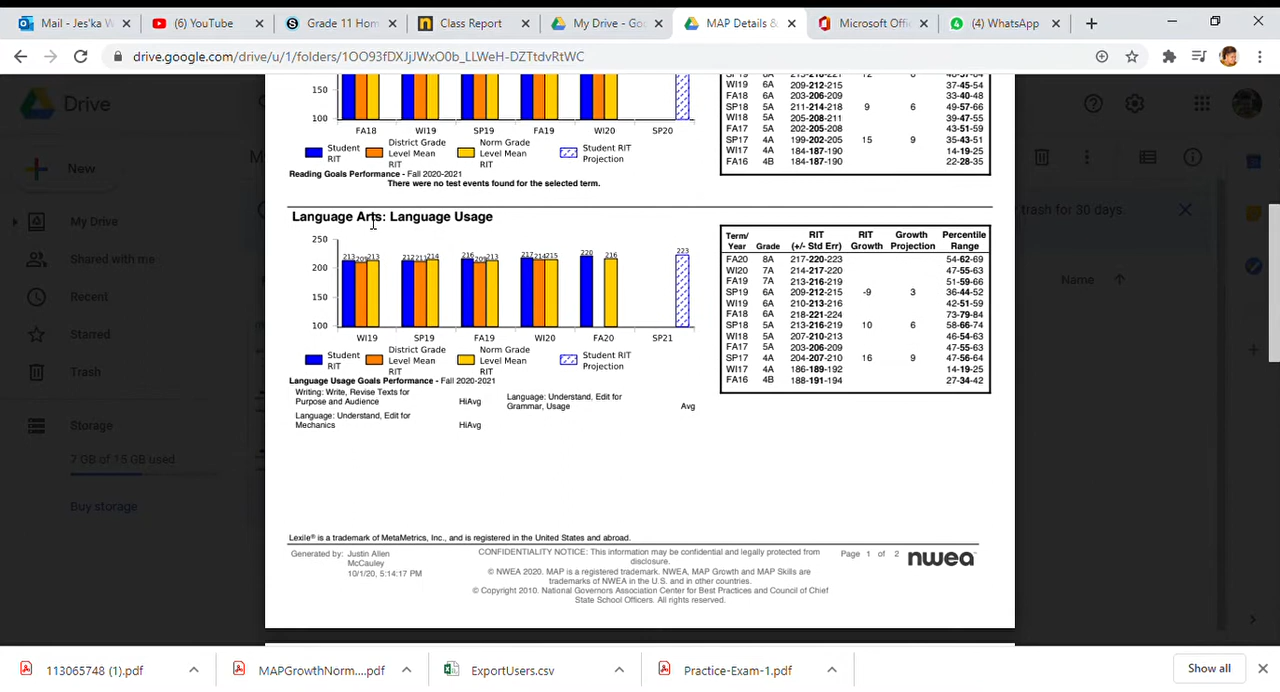 Mail - Jes'ka W
(6) YouTube
Grade 11 Hom
Class Report
My Drive - Go
MAP Details &
Microsoft Offi
(4) WhatsApp
drive.google.com/drive/u/1/folders/1OO93fDXJjJWxO0b_LLWeH-DZTtdvRtWC
Drive
New
My Drive
Shared with me
Recent
Starred
Trash
Storage
7 GB of 15 GB used
Buy storage
trash for 30 days.
Name
150
100
FA18 WI19 SP19 FA19 WI20 SP20
Student RIT
District Grade Level Mean RIT
Norm Grade Level Mean RIT
Student RIT Projection
Reading Goals Performance - Fall 2020-2021
There were no test events found for the selected term.
WI19 6A 209-212-215 37-45-54
FA18 6A 203-206-209 33-40-48
SP18 5A 211-214-218 9 6 49-57-66
WI18 5A 205-208-211 39-47-55
FA17 5A 202-205-208 43-51-59
SP17 4A 199-202-205 15 9 35-43-51
WI17 4A 184-187-190 14-19-25
FA16 4B 184-187-190 22-28-35
Language Arts: Language Usage
250
200
150
100
213 213
212 211 214
216 209 213
217 214 215
220 216
223
WI19 SP19 FA19 WI20 FA20 SP21
Student RIT
District Grade Level Mean RIT
Norm Grade Level Mean RIT
Student RIT Projection
Term/Year Grade RIT (+/- Std Err) RIT Growth Growth Projection Percentile Range
FA20 8A 217-220-223 54-62-69
WI20 7A 214-217-220 47-55-63
FA19 7A 213-216-219 51-59-66
SP19 6A 209-212-215 -9 3 36-44-52
WI19 6A 210-213-216 42-51-59
FA18 6A 218-221-224 73-79-84
SP18 5A 213-216-219 10 6 58-66-74
WI18 5A 207-210-213 46-54-63
FA17 5A 203-206-209 47-55-63
SP17 4A 204-207-210 16 9 47-56-64
WI17 4A 186-189-192 14-19-25
FA16 4B 188-191-194 27-34-42
Language Usage Goals Performance - Fall 2020-2021
Writing: Write, Revise Texts for
Purpose and Audience HiAvg
Language: Understand, Edit for
Grammar, Usage Avg
Language: Understand, Edit for
Mechanics HiAvg
Lexile® is a trademark of MetaMetrics, Inc., and is registered in the United States and abroad.
Generated by: Justin Allen
McCauley
10/1/20, 5:14:17 PM
CONFIDENTIALITY NOTICE: This information may be confidential and legally protected from
disclosure.
© NWEA 2020. MAP is a registered trademark. NWEA, MAP Growth and MAP Skills are
trademarks of NWEA in the U.S. and in other countries.
© Copyright 2010. National Governors Association Center for Best Practices and Council of Chief
State School Officers. All rights reserved.
Page 1 of 2
nwea
113065748 (1).pdf
MAPGrowthNorm....pdf
ExportUsers.csv
Practice-Exam-1.pdf
Show all